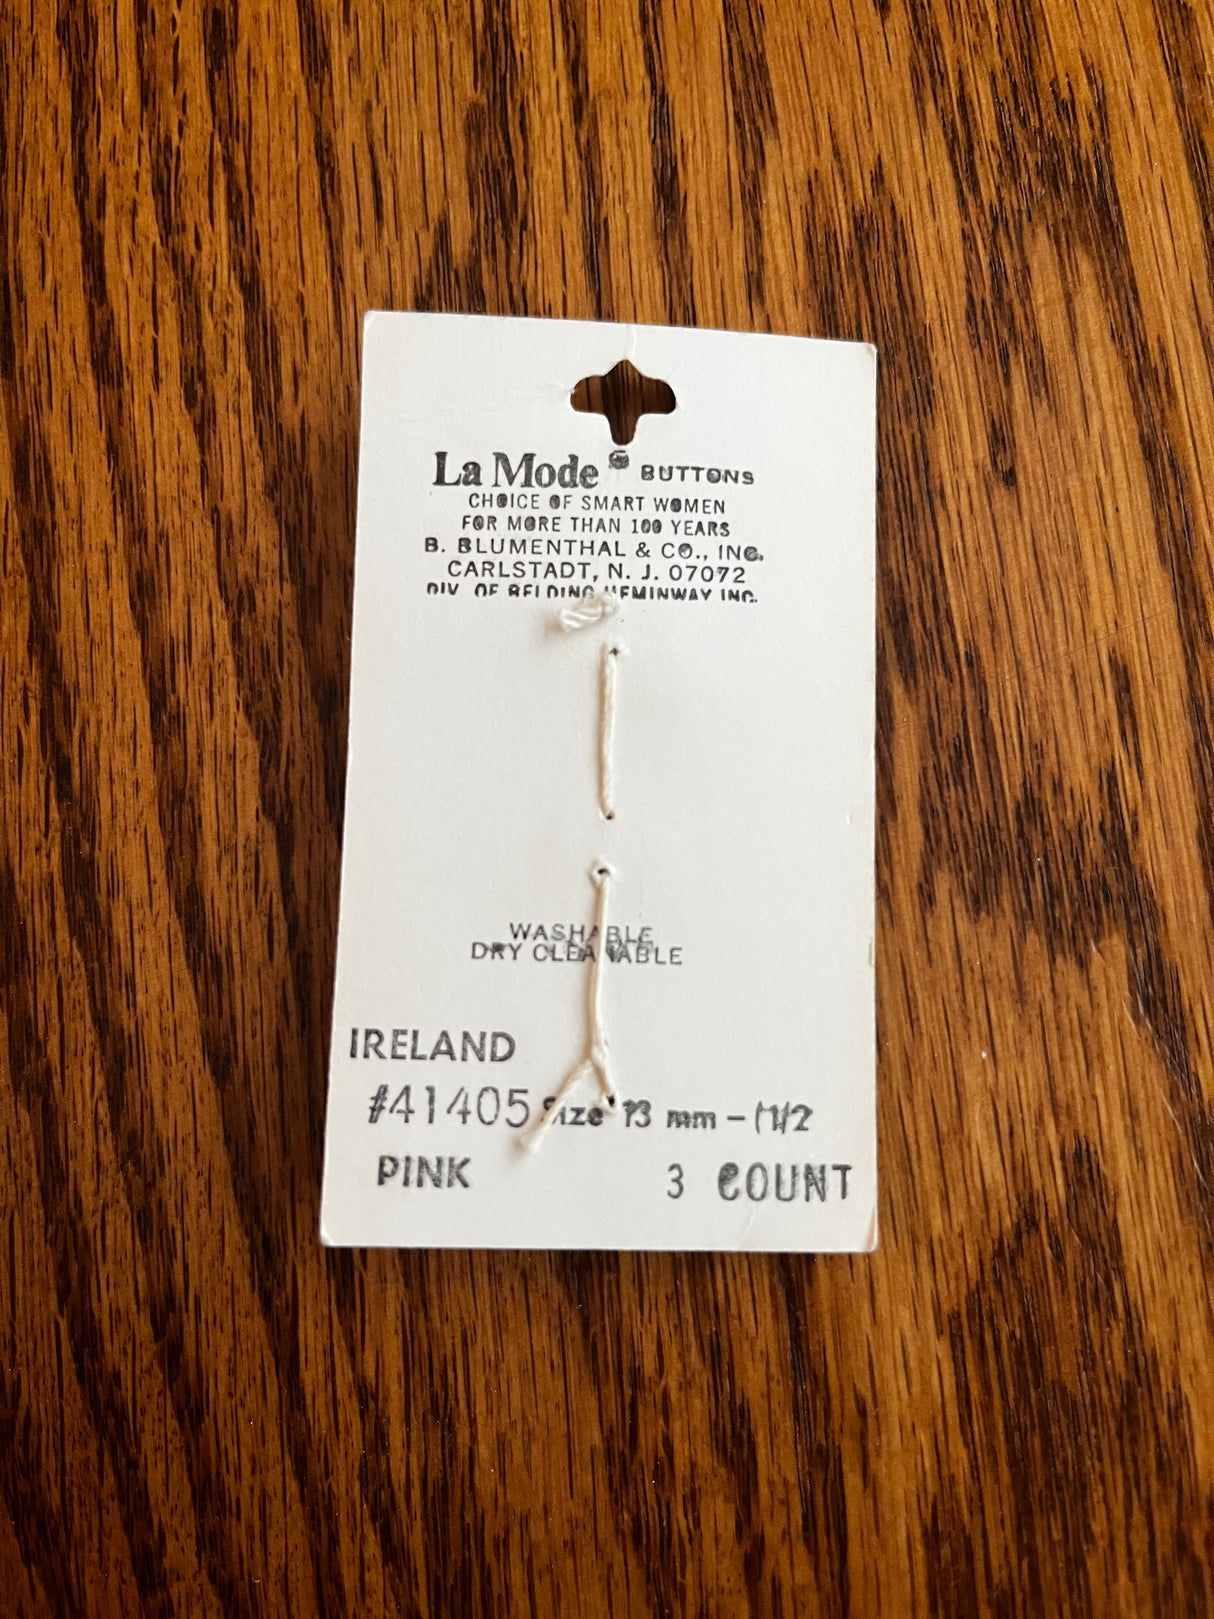 La Mode® BUTTONS
CHOICE OF SMART WOMEN
FOR MORE THAN 100 YEARS
B. BLUMENTHAL & CO., INC.
CARLSTADT, N. J. 07072
DIV. OF BELDING HEMINWAY INC.
WASHABLE
DRY CLEANABLE
IRELAND
#41405 Size 13 mm – 1/2
PINK 3 COUNT